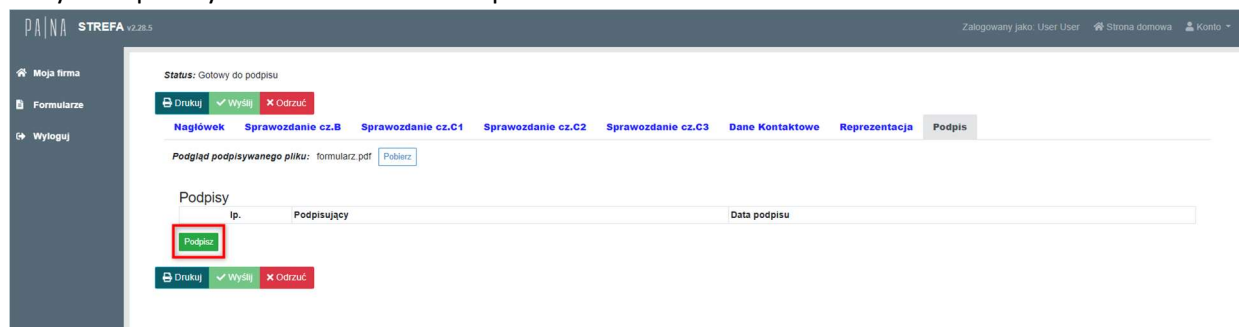 PA|NA STREFA v2.28.5
Zalogowany jako: User User Strona domowa Konto
Moja firma
Formularze
Wyloguj
Status: Gotowy do podpisu
Drukuj Wyślij Odrzuć
Nagłówek Sprawozdanie cz.B Sprawozdanie cz.C1 Sprawozdanie cz.C2 Sprawozdanie cz.C3 Dane Kontaktowe Reprezentacja Podpis
Podgląd podpisywanego pliku: formularz.pdf Pobierz
Podpisy
lp. Podpisujący Data podpisu
Podpisz
Drukuj Wyślij Odrzuć